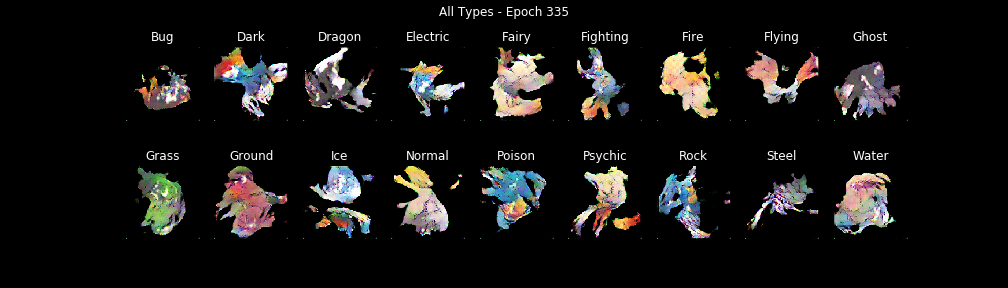 All Types - Epoch 335
Bug Dark Dragon Electric Fairy Fighting Fire Flying Ghost
Grass Ground Ice Normal Poison Psychic Rock Steel Water